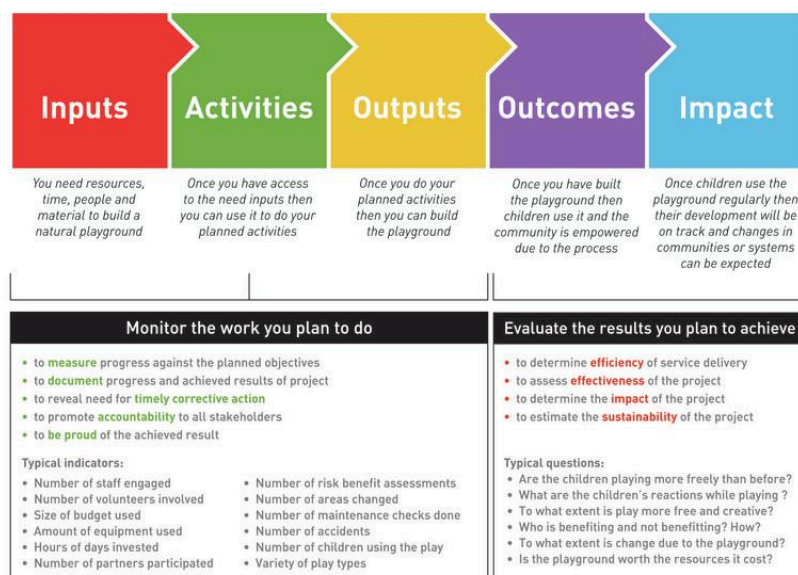 Inputs
Activities
Outputs
Outcomes
Impact
You need resources,
time, people and
material to build a
natural playground
Once you have access
to the need inputs then
you can use it to do your
planned activities
Once you do your
planned activities
then you can build
the playground
Once you have built
the playground then
children use it and the
community is empowered
due to the process
Once children use the
playground regularly then
their development will be
on track and changes in
communities or systems
can be expected
Monitor the work you plan to do
• to measure progress against the planned objectives
• to document progress and achieved results of project
• to reveal need for timely corrective action
• to promote accountability to all stakeholders
• to be proud of the achieved result
Typical indicators:
• Number of staff engaged
• Number of volunteers involved
• Size of budget used
• Amount of equipment used
• Hours of days invested
• Number of partners participated
• Number of risk benefit assessments
• Number of areas changed
• Number of maintenance checks done
• Number of accidents
• Number of children using the play
• Variety of play types
Evaluate the results you plan to achieve
• to determine efficiency of service delivery
• to assess effectiveness of the project
• to determine the impact of the project
• to estimate the sustainability of the project
Typical questions:
• Are the children playing more freely than before?
• What are the children's reactions while playing ?
• To what extent is play more free and creative?
• Who is benefiting and not benefitting? How?
• To what extent is change due to the playground?
• Is the playground worth the resources it cost?